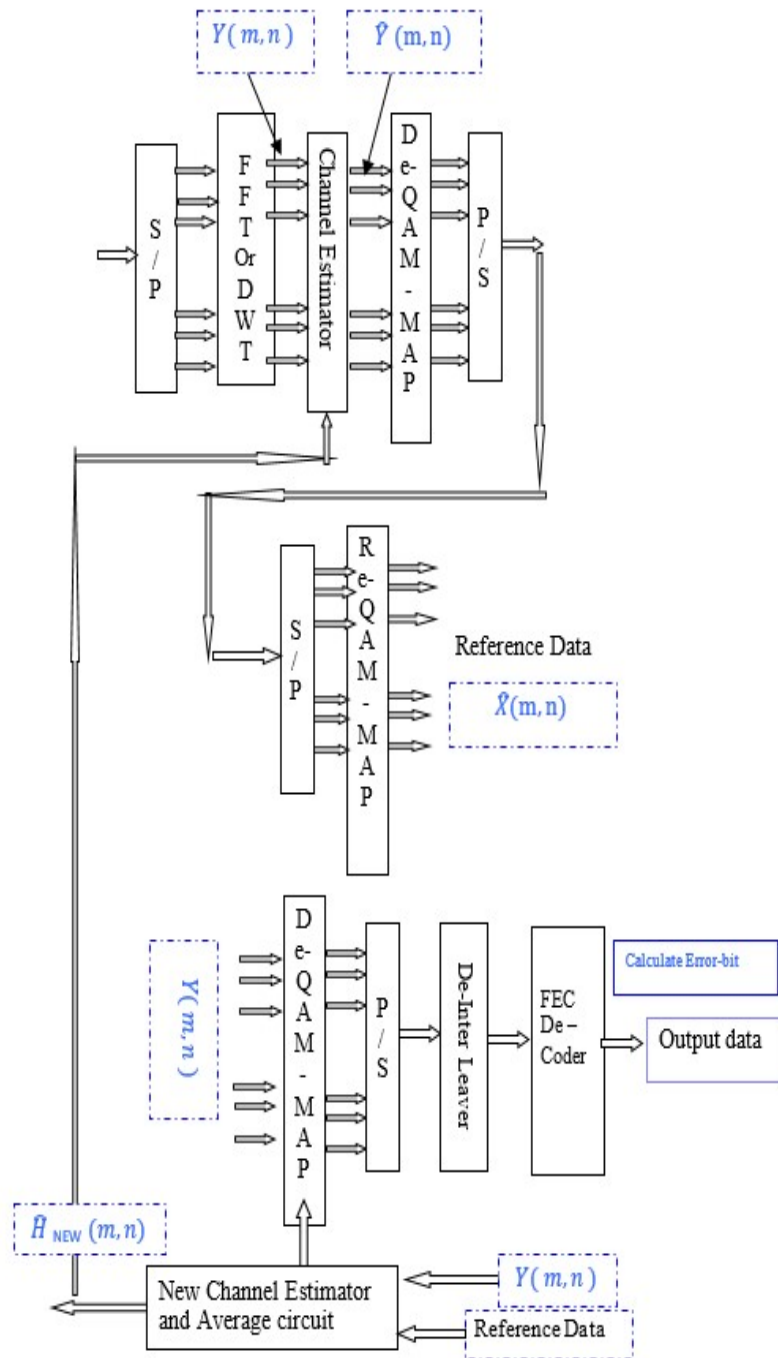 Y(m,n)
Ŷ (m,n)
S / P
FFT Or DWT
Channel Estimator
De-QAM-MAP
P / S
S / P
Re-QAM-MAP
Reference Data
X̂(m,n)
Y(m,n)
De-QAM-MAP
P / S
De-Inter Leaver
FEC
De –
Coder
Calculate Error-bit
Output data
Ĥ NEW (m,n)
New Channel Estimator
and Average circuit
Y(m,n)
Reference Data